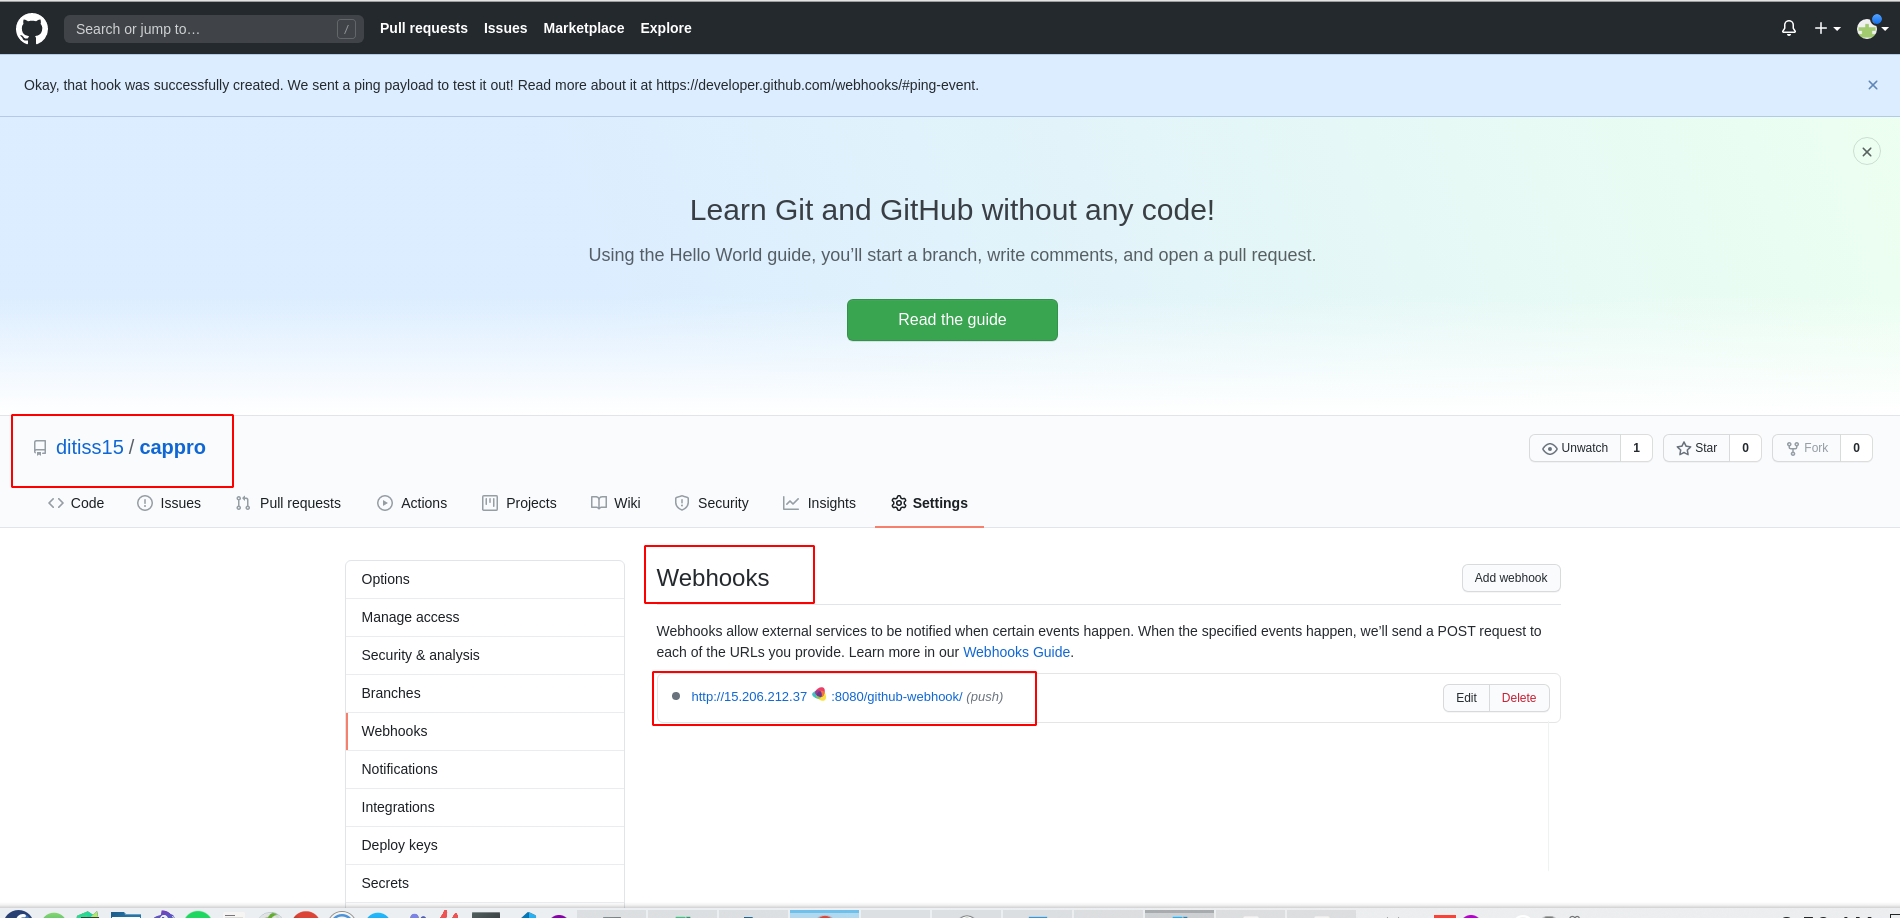 Search or jump to…
/
Pull requests Issues Marketplace Explore
Okay, that hook was successfully created. We sent a ping payload to test it out! Read more about it at https://developer.github.com/webhooks/#ping-event.
Learn Git and GitHub without any code!
Using the Hello World guide, you’ll start a branch, write comments, and open a pull request.
Read the guide
ditiss15 / cappro
Unwatch 1 Star 0 Fork 0
Code Issues Pull requests Actions Projects Wiki Security Insights Settings
Options
Manage access
Security & analysis
Branches
Webhooks
Notifications
Integrations
Deploy keys
Secrets
Webhooks
Add webhook
Webhooks allow external services to be notified when certain events happen. When the specified events happen, we’ll send a POST request to
each of the URLs you provide. Learn more in our Webhooks Guide.
http://15.206.212.37 :8080/github-webhook/ (push)
Edit Delete